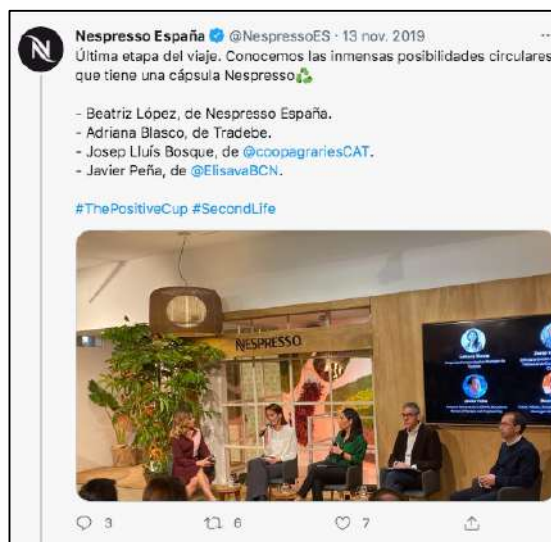 Nespresso España @NespressoES · 13 nov. 2019
Última etapa del viaje. Conocemos las inmensas posibilidades circulares
que tiene una cápsula Nespresso
- Beatriz López, de Nespresso España.
- Adriana Blasco, de Tradebe.
- Josep Lluís Bosque, de @coopagrariesCAT.
- Javier Peña, de @ElisavaBCN.
#ThePositiveCup #SecondLife
NESPRESSO
3 6 7